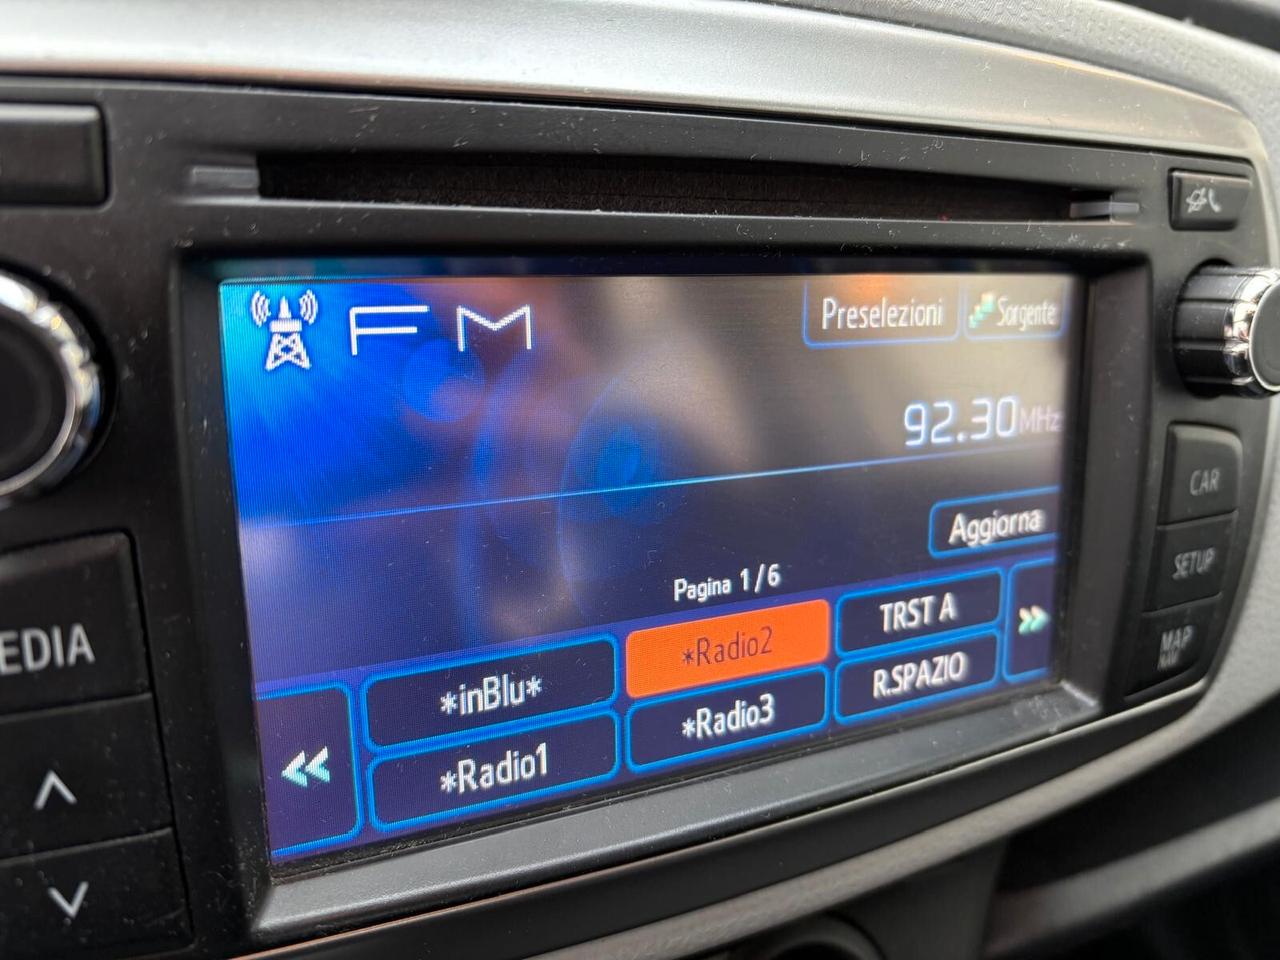 FM
Preselezioni
Sorgente
92.30MHz
Aggiorna
Pagina 1/6
*inBlu*
*Radio2
TRST A
*Radio1
*Radio3
R.SPAZIO
EDIA
CAR
SETUP
MAP